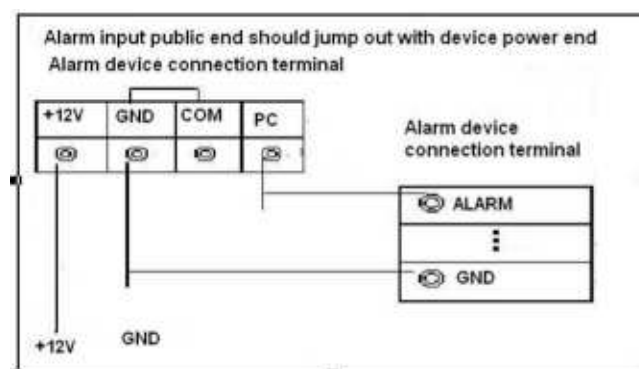 Alarm input public end should jump out with device power end
Alarm device connection terminal
+12V GND COM PC
Alarm device
connection terminal
ALARM
GND
+12V GND